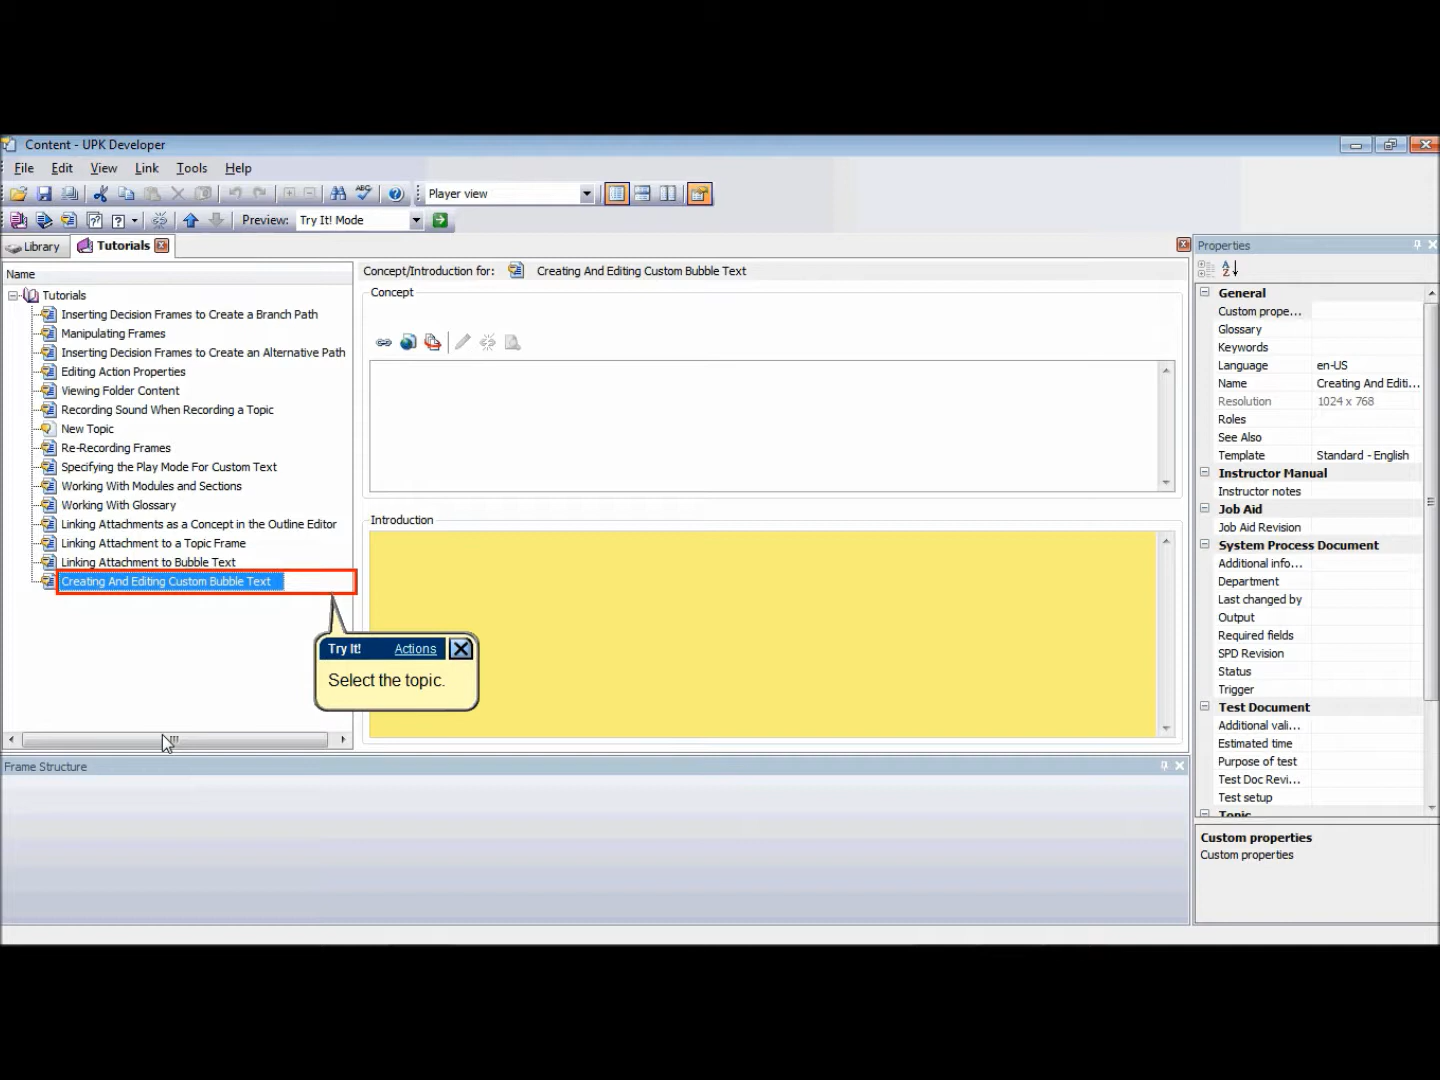 Content - UPK Developer
File Edit View Link Tools Help
Player view
Preview: Try It! Mode
Library Tutorials
Name
Tutorials
Inserting Decision Frames to Create a Branch Path
Manipulating Frames
Inserting Decision Frames to Create an Alternative Path
Editing Action Properties
Viewing Folder Content
Recording Sound When Recording a Topic
New Topic
Re-Recording Frames
Specifying the Play Mode For Custom Text
Working With Modules and Sections
Working With Glossary
Linking Attachments as a Concept in the Outline Editor
Linking Attachment to a Topic Frame
Linking Attachment to Bubble Text
Creating And Editing Custom Bubble Text
Try It! Actions
Select the topic.
Concept/Introduction for: Creating And Editing Custom Bubble Text
Concept
Introduction
Frame Structure
Properties
General
Custom prope...
Glossary
Keywords
Language en-US
Name Creating And Editi...
Resolution 1024 x 768
Roles
See Also
Template Standard - English
Instructor Manual
Instructor notes
Job Aid
Job Aid Revision
System Process Document
Additional info...
Department
Last changed by
Output
Required fields
SPD Revision
Status
Trigger
Test Document
Additional vali...
Estimated time
Purpose of test
Test Doc Revi...
Test setup
Topic
Custom properties
Custom properties